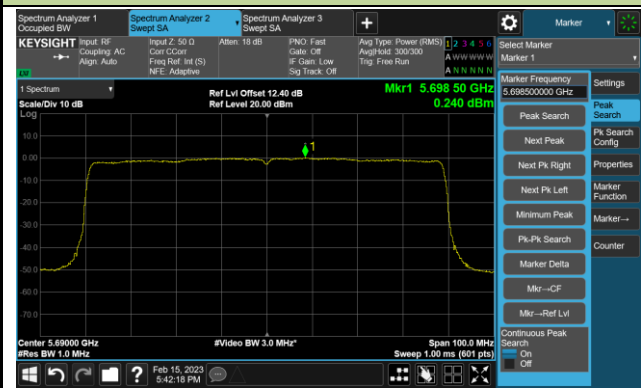 Spectrum Analyzer 1
Occupied BW
Spectrum Analyzer 2
Swept SA
Spectrum Analyzer 3
Swept SA
+
Marker
KEYSIGHT
Input: RF
Coupling: AC
Align: Auto
Input Z: 50 Ω
Corr CCorr
Freq Ref: Int (S)
NFE: Adaptive
Atten: 18 dB
PNO: Fast
Gate: Off
IF Gain: Low
Sig Track: Off
Avg Type: Power (RMS)
Avg|Hold: 300/300
Trig: Free Run
1 2 3 4 5 6
A W W W W W
A N N N N N
Select Marker
Marker 1
LXI
1 Spectrum
Scale/Div 10 dB
Log
Ref Lvl Offset 12.40 dB
Ref Level 20.00 dBm
Mkr1 5.698 50 GHz
0.240 dBm
10.0
0.00
-10.0
-20.0
-30.0
-40.0
-50.0
-60.0
-70.0
1
Center 5.69000 GHz
#Res BW 1.0 MHz
#Video BW 3.0 MHz*
Span 100.0 MHz
Sweep 1.00 ms (601 pts)
Marker Frequency
5.698500000 GHz
Peak Search
Next Peak
Next Pk Right
Next Pk Left
Minimum Peak
Pk-Pk Search
Marker Delta
Mkr→CF
Mkr→Ref Lvl
Continuous Peak
Search
On
Off
Settings
Peak
Search
Pk Search
Config
Properties
Marker
Function
Marker→
Counter
?
Feb 15, 2023
5:42:18 PM